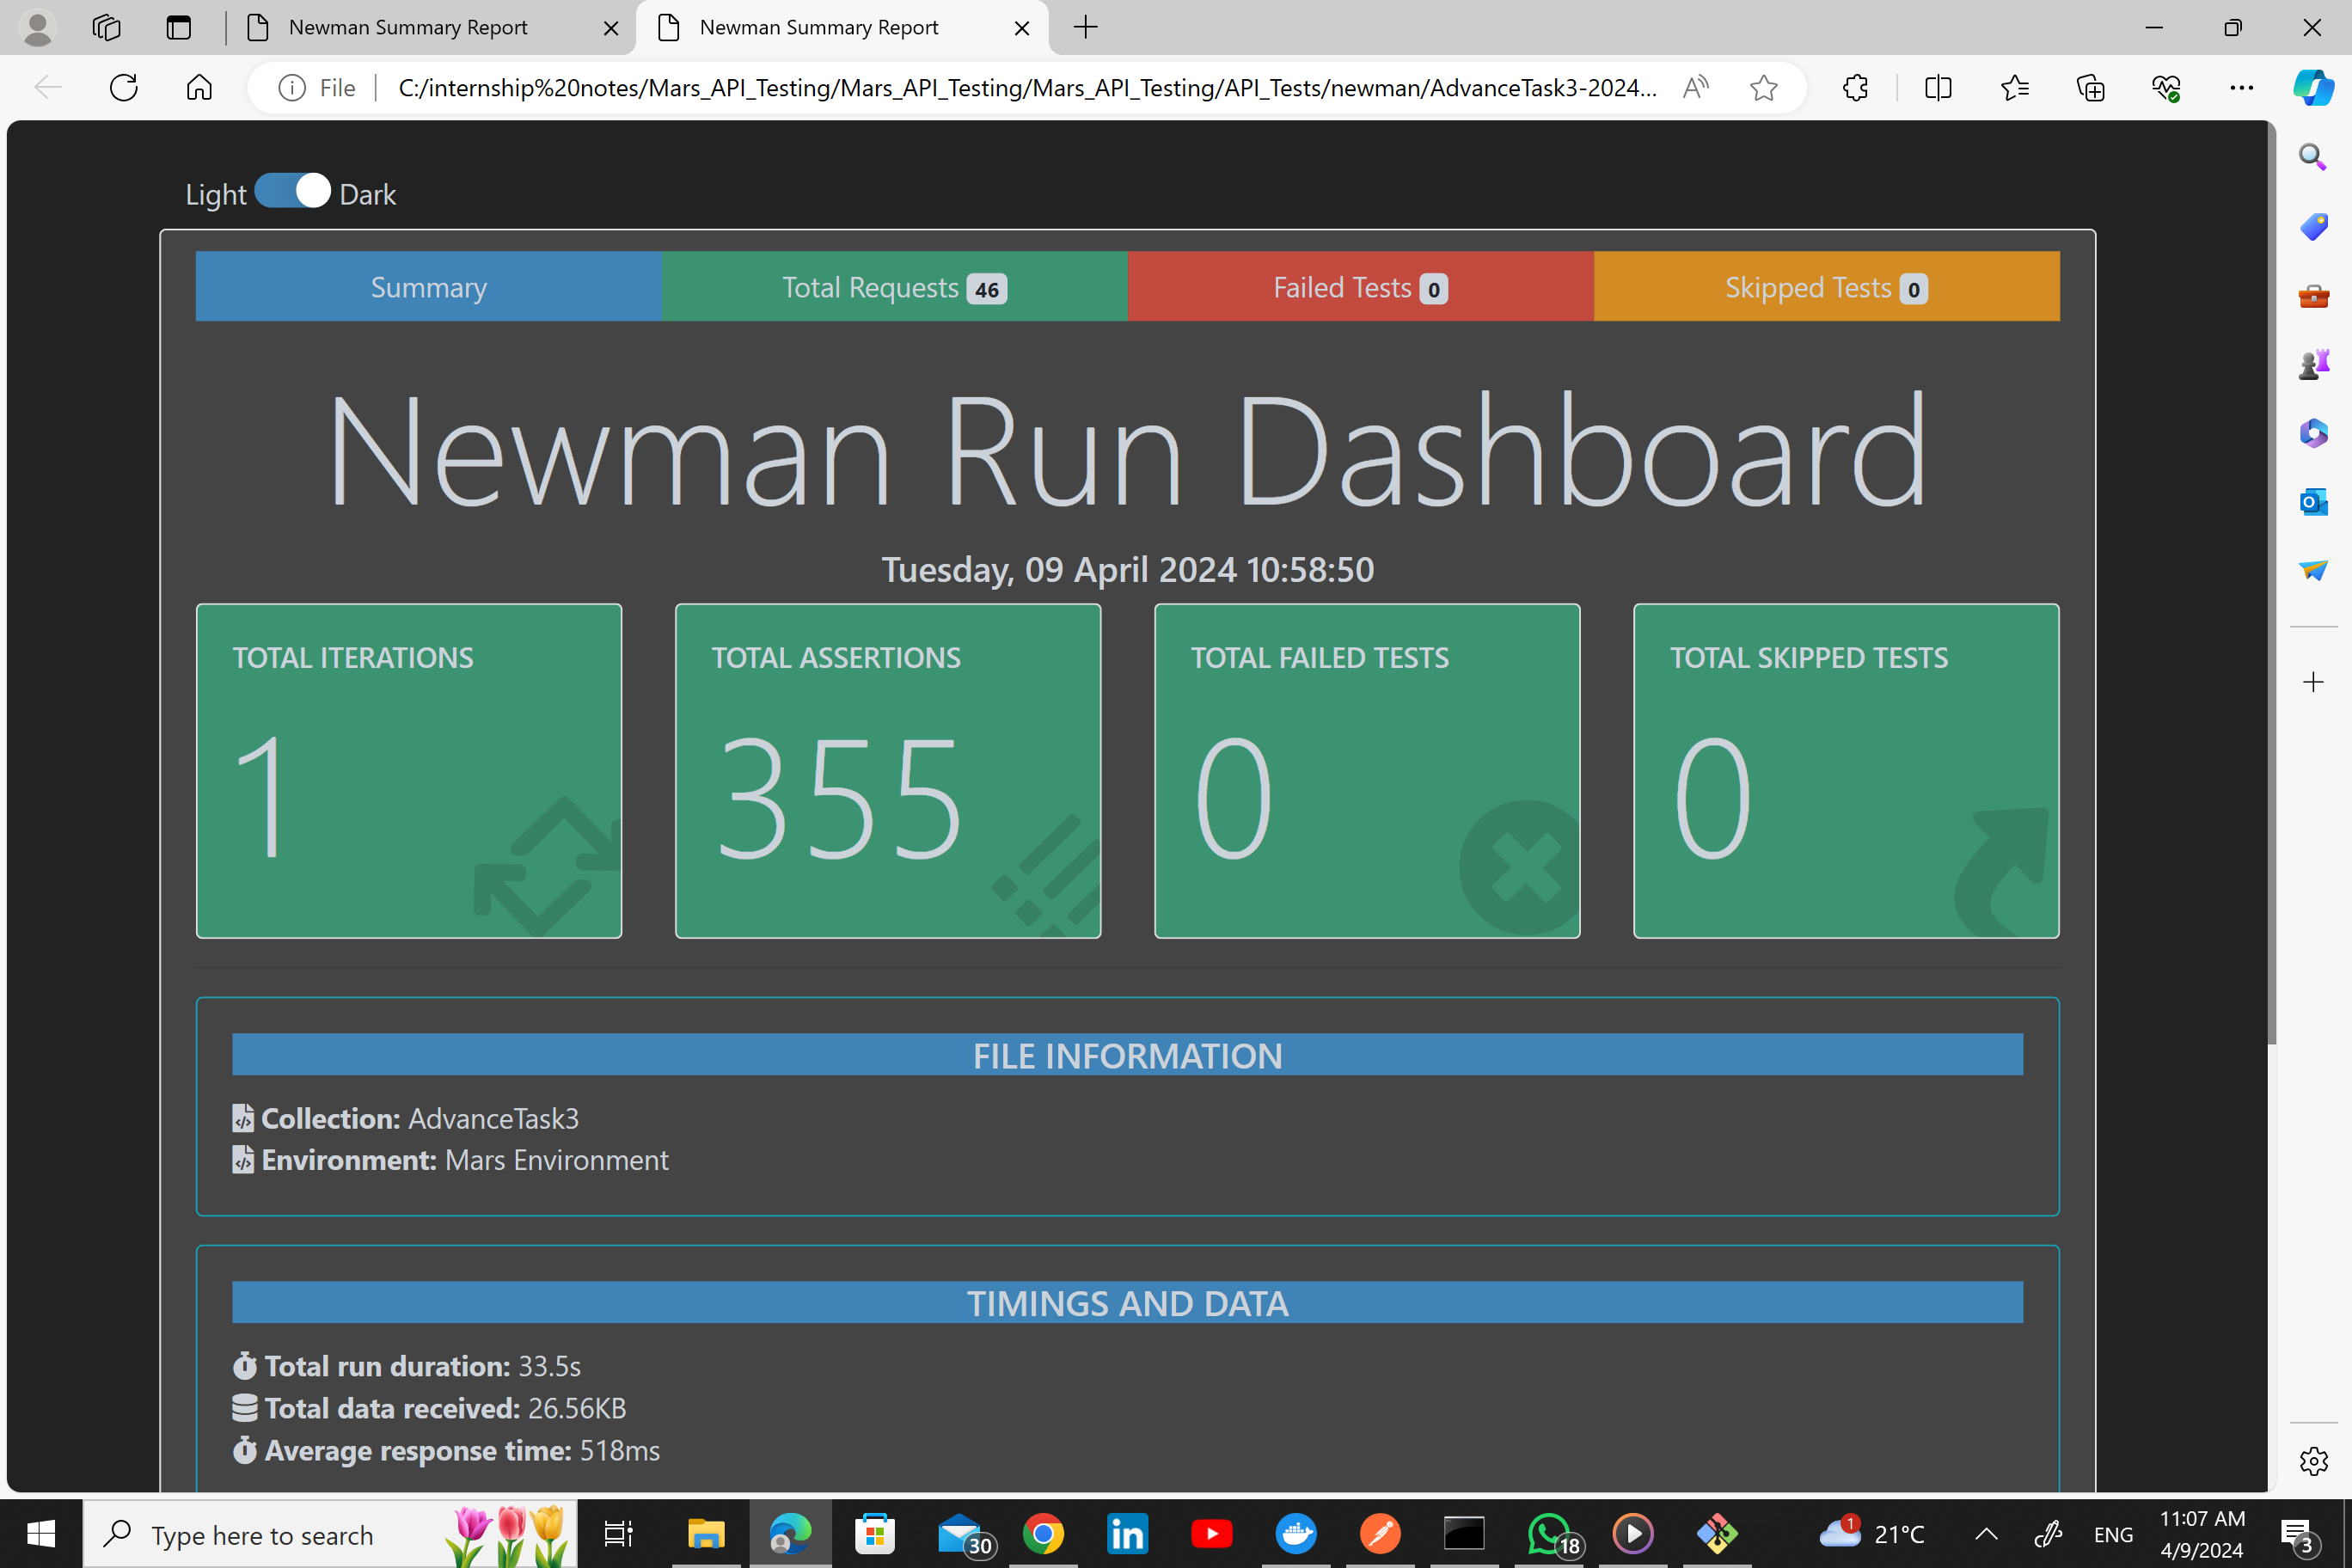 Newman Summary Report
Newman Summary Report
File
C:/internship%20notes/Mars_API_Testing/Mars_API_Testing/Mars_API_Testing/API_Tests/newman/AdvanceTask3-2024...
Light Dark
Summary
Total Requests 46
Failed Tests 0
Skipped Tests 0
Newman Run Dashboard
Tuesday, 09 April 2024 10:58:50
TOTAL ITERATIONS
1
TOTAL ASSERTIONS
355
TOTAL FAILED TESTS
0
TOTAL SKIPPED TESTS
0
FILE INFORMATION
Collection: AdvanceTask3
Environment: Mars Environment
TIMINGS AND DATA
Total run duration: 33.5s
Total data received: 26.56KB
Average response time: 518ms
Type here to search
30
in
18
1
21°C
ENG
11:07 AM
4/9/2024
3